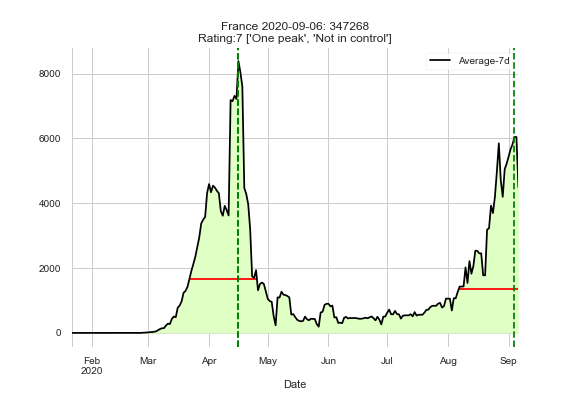 France 2020-09-06: 347268
Rating:7 ['One peak', 'Not in control']
Average-7d
8000
6000
4000
2000
0
Feb
2020
Mar
Apr
May
Jun
Jul
Aug
Sep
Date